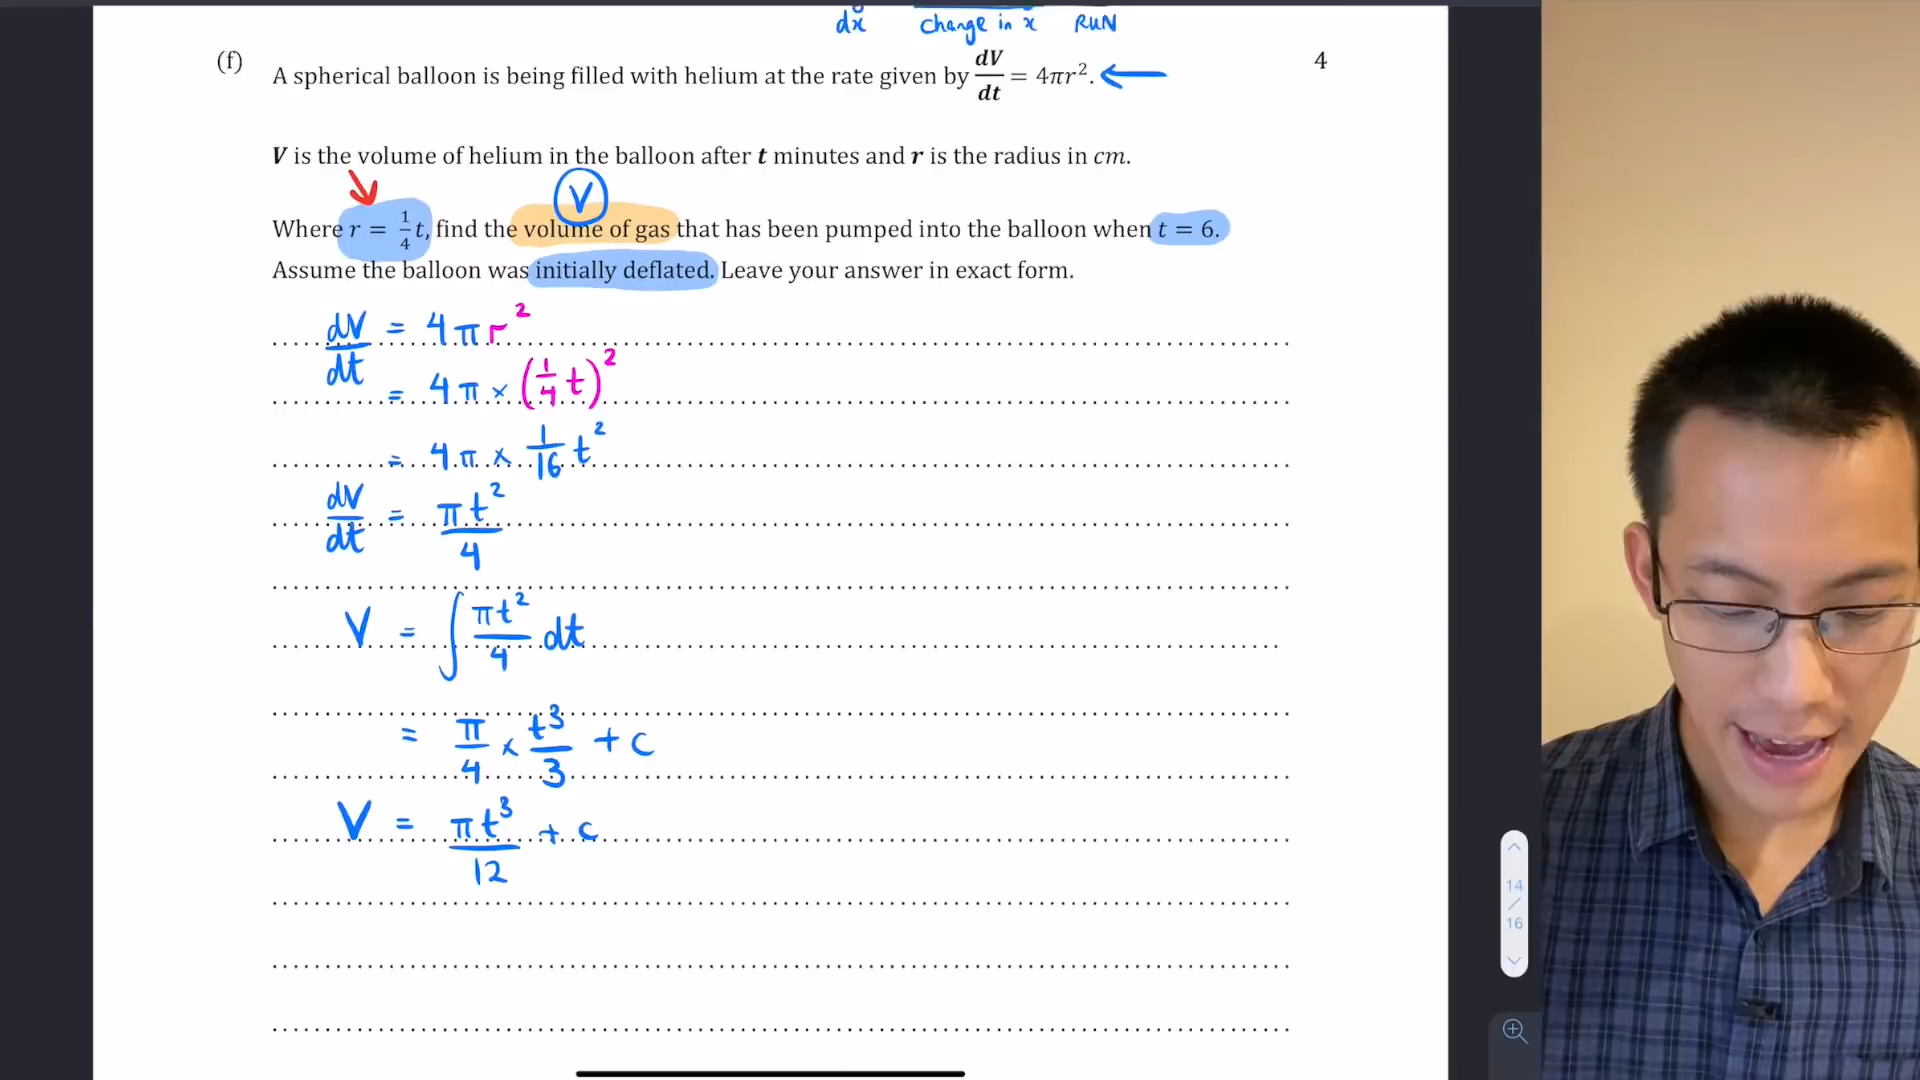 dx change in x RUN
(f) A spherical balloon is being filled with helium at the rate given by dV/dt = 4πr². ← 4
V is the volume of helium in the balloon after t minutes and r is the radius in cm.
V
Where r = 1/4 t, find the volume of gas that has been pumped into the balloon when t = 6.
Assume the balloon was initially deflated. Leave your answer in exact form.
dV/dt = 4πr²
= 4π × (1/4 t)²
= 4π × 1/16 t²
dV/dt = πt²/4
V = ∫ πt²/4 dt
= π/4 × t³/3 + c
V = πt³/12 + c
14
/
16